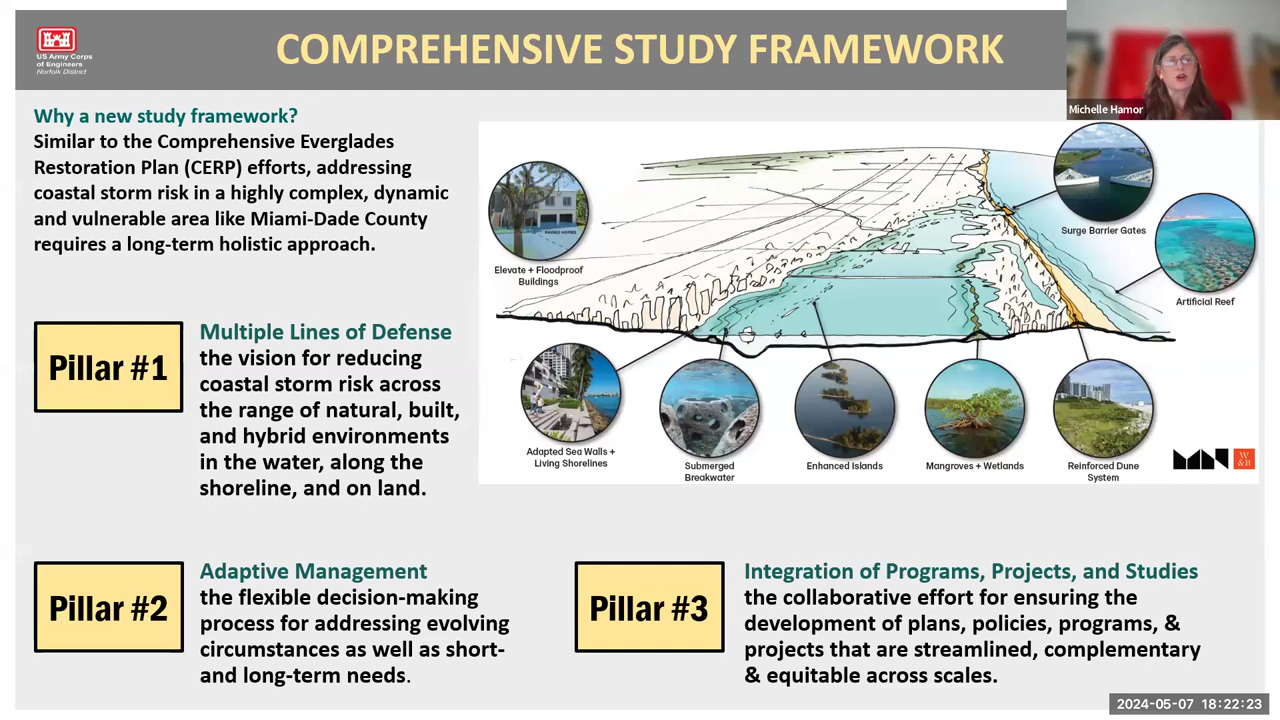 US Army Corps
of Engineers
Norfolk District
COMPREHENSIVE STUDY FRAMEWORK
Michelle Hamor
Why a new study framework?
Similar to the Comprehensive Everglades
Restoration Plan (CERP) efforts, addressing
coastal storm risk in a highly complex, dynamic
and vulnerable area like Miami-Dade County
requires a long-term holistic approach.
RAISED HOMES
Elevate + Floodproof
Buildings
Surge Barrier Gates
Artificial Reef
Adapted Sea Walls +
Living Shorelines
Submerged
Breakwater
Enhanced Islands
Mangroves + Wetlands
Reinforced Dune
System
W&B
Pillar #1
Multiple Lines of Defense
the vision for reducing
coastal storm risk across
the range of natural, built,
and hybrid environments
in the water, along the
shoreline, and on land.
Pillar #2
Adaptive Management
the flexible decision-making
process for addressing evolving
circumstances as well as short-
and long-term needs.
Pillar #3
Integration of Programs, Projects, and Studies
the collaborative effort for ensuring the
development of plans, policies, programs, &
projects that are streamlined, complementary
& equitable across scales.
2024-05-07 18:22:23